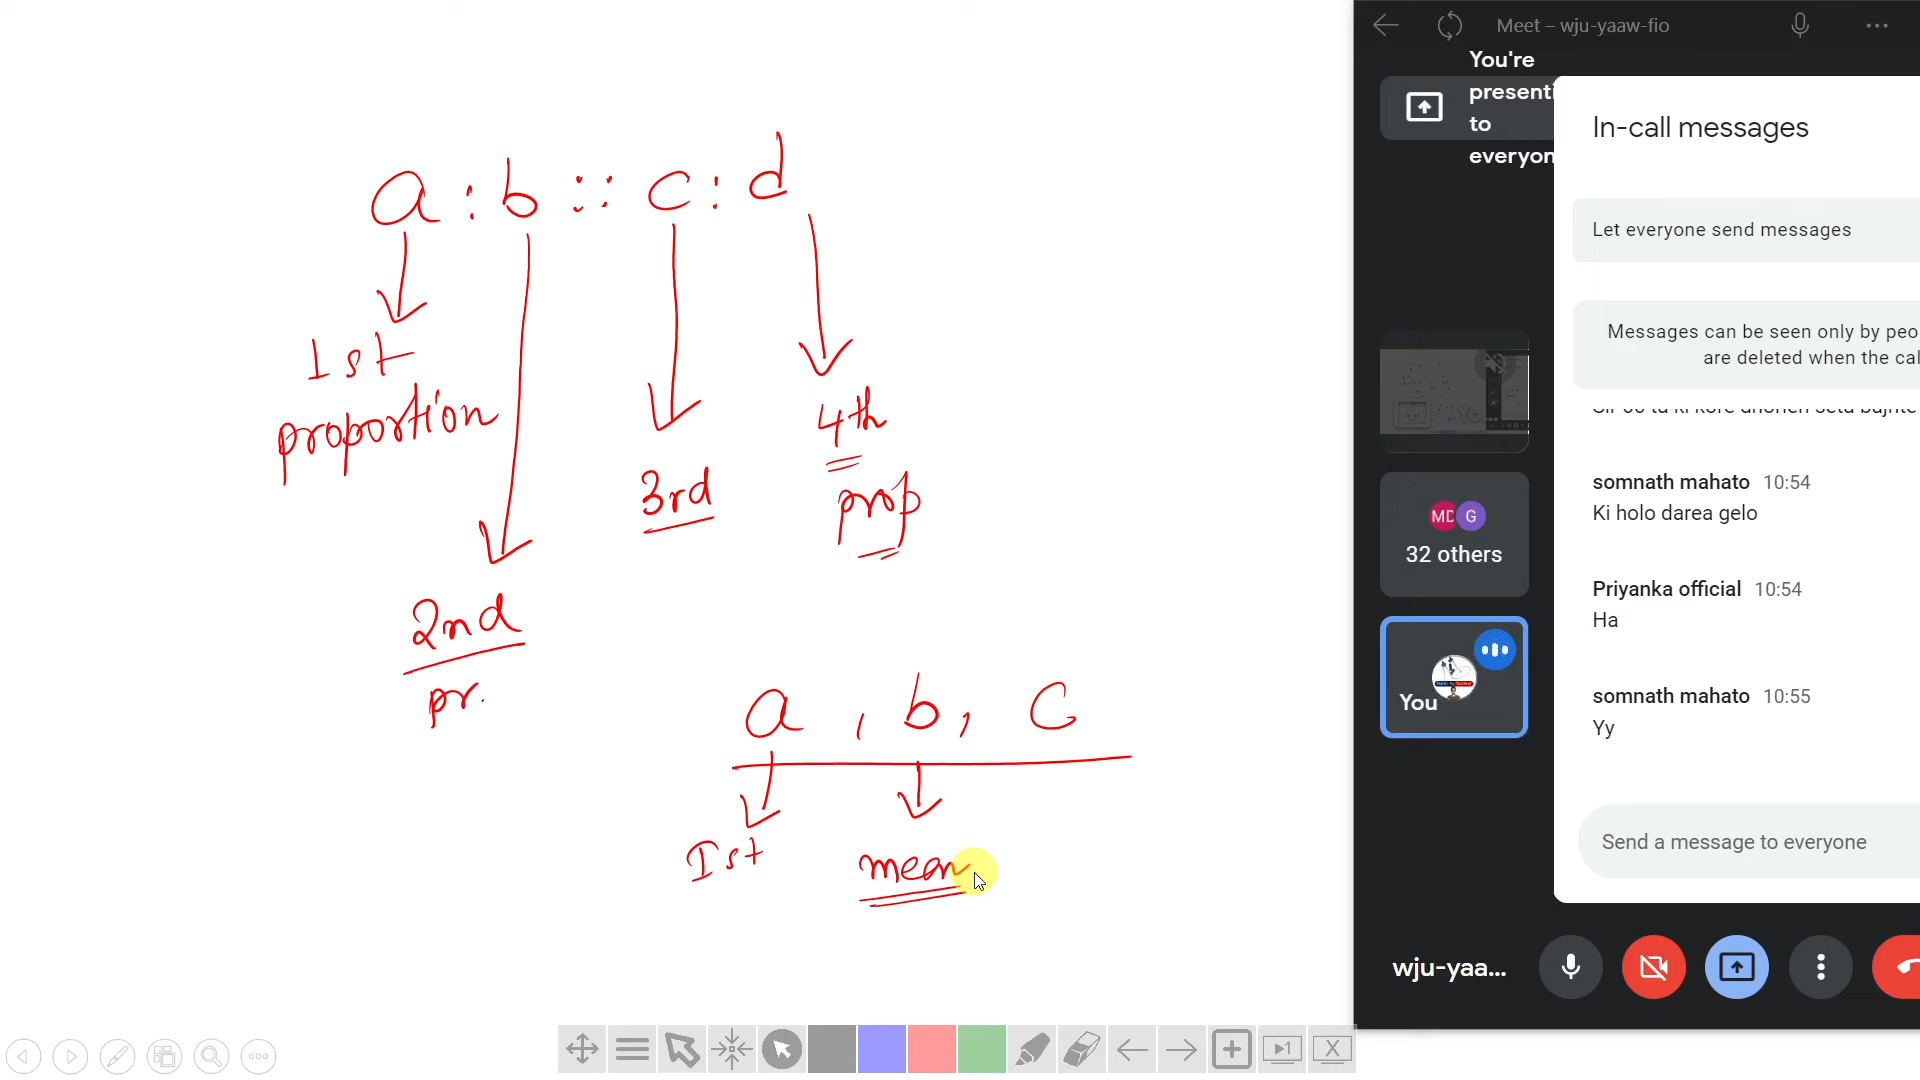 a : b :: c : d
1st
proportion
2nd
pr.
3rd
4th
prop
a , b, c
Ist
mean
Meet – wju-yaaw-fio
You're
presenti
to
everyon
In-call messages
Let everyone send messages
Messages can be seen only by peo
are deleted when the cal
somnath mahato 10:54
Ki holo darea gelo
Priyanka official 10:54
Ha
somnath mahato 10:55
Yy
Send a message to everyone
MD G
32 others
You
wju-yaa...